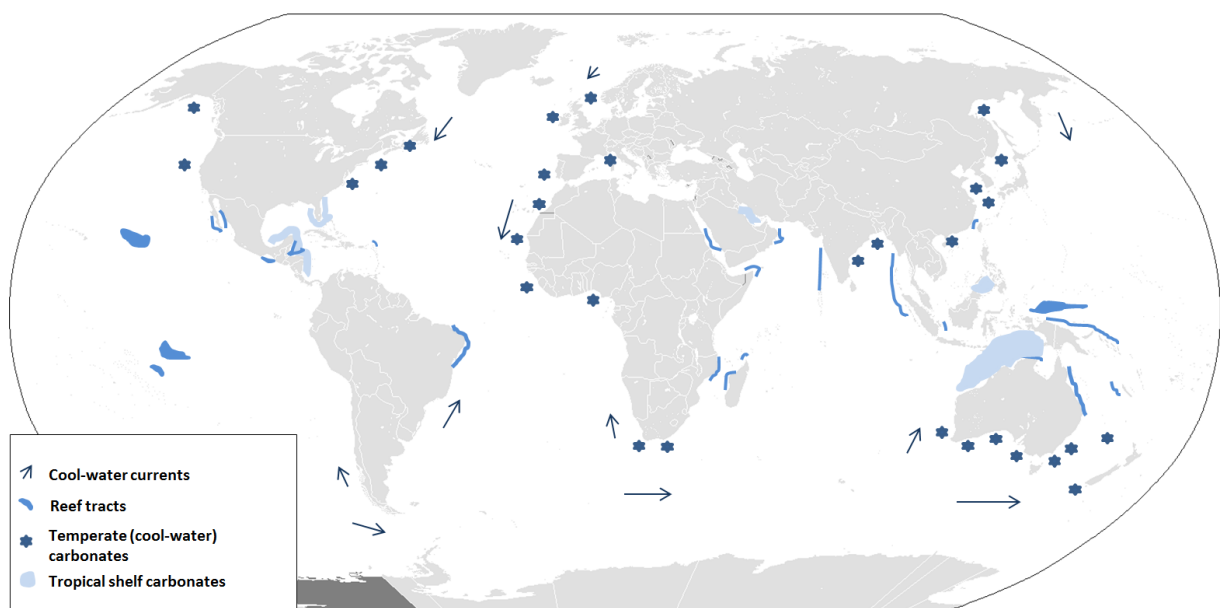 Cool-water currents
Reef tracts
Temperate (cool-water)
carbonates
Tropical shelf carbonates